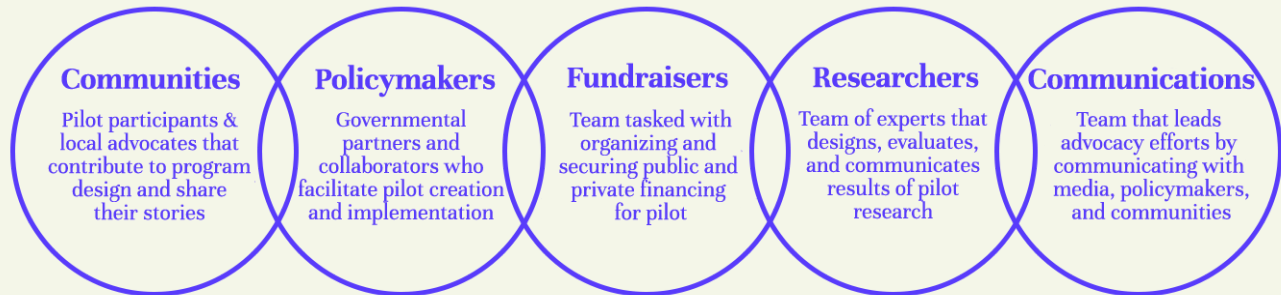 Communities
Pilot participants &
local advocates that
contribute to program
design and share
their stories
Policymakers
Governmental
partners and
collaborators who
facilitate pilot creation
and implementation
Fundraisers
Team tasked with
organizing and
securing public and
private financing
for pilot
Researchers
Team of experts that
designs, evaluates,
and communicates
results of pilot
research
Communications
Team that leads
advocacy efforts by
communicating with
media, policymakers,
and communities